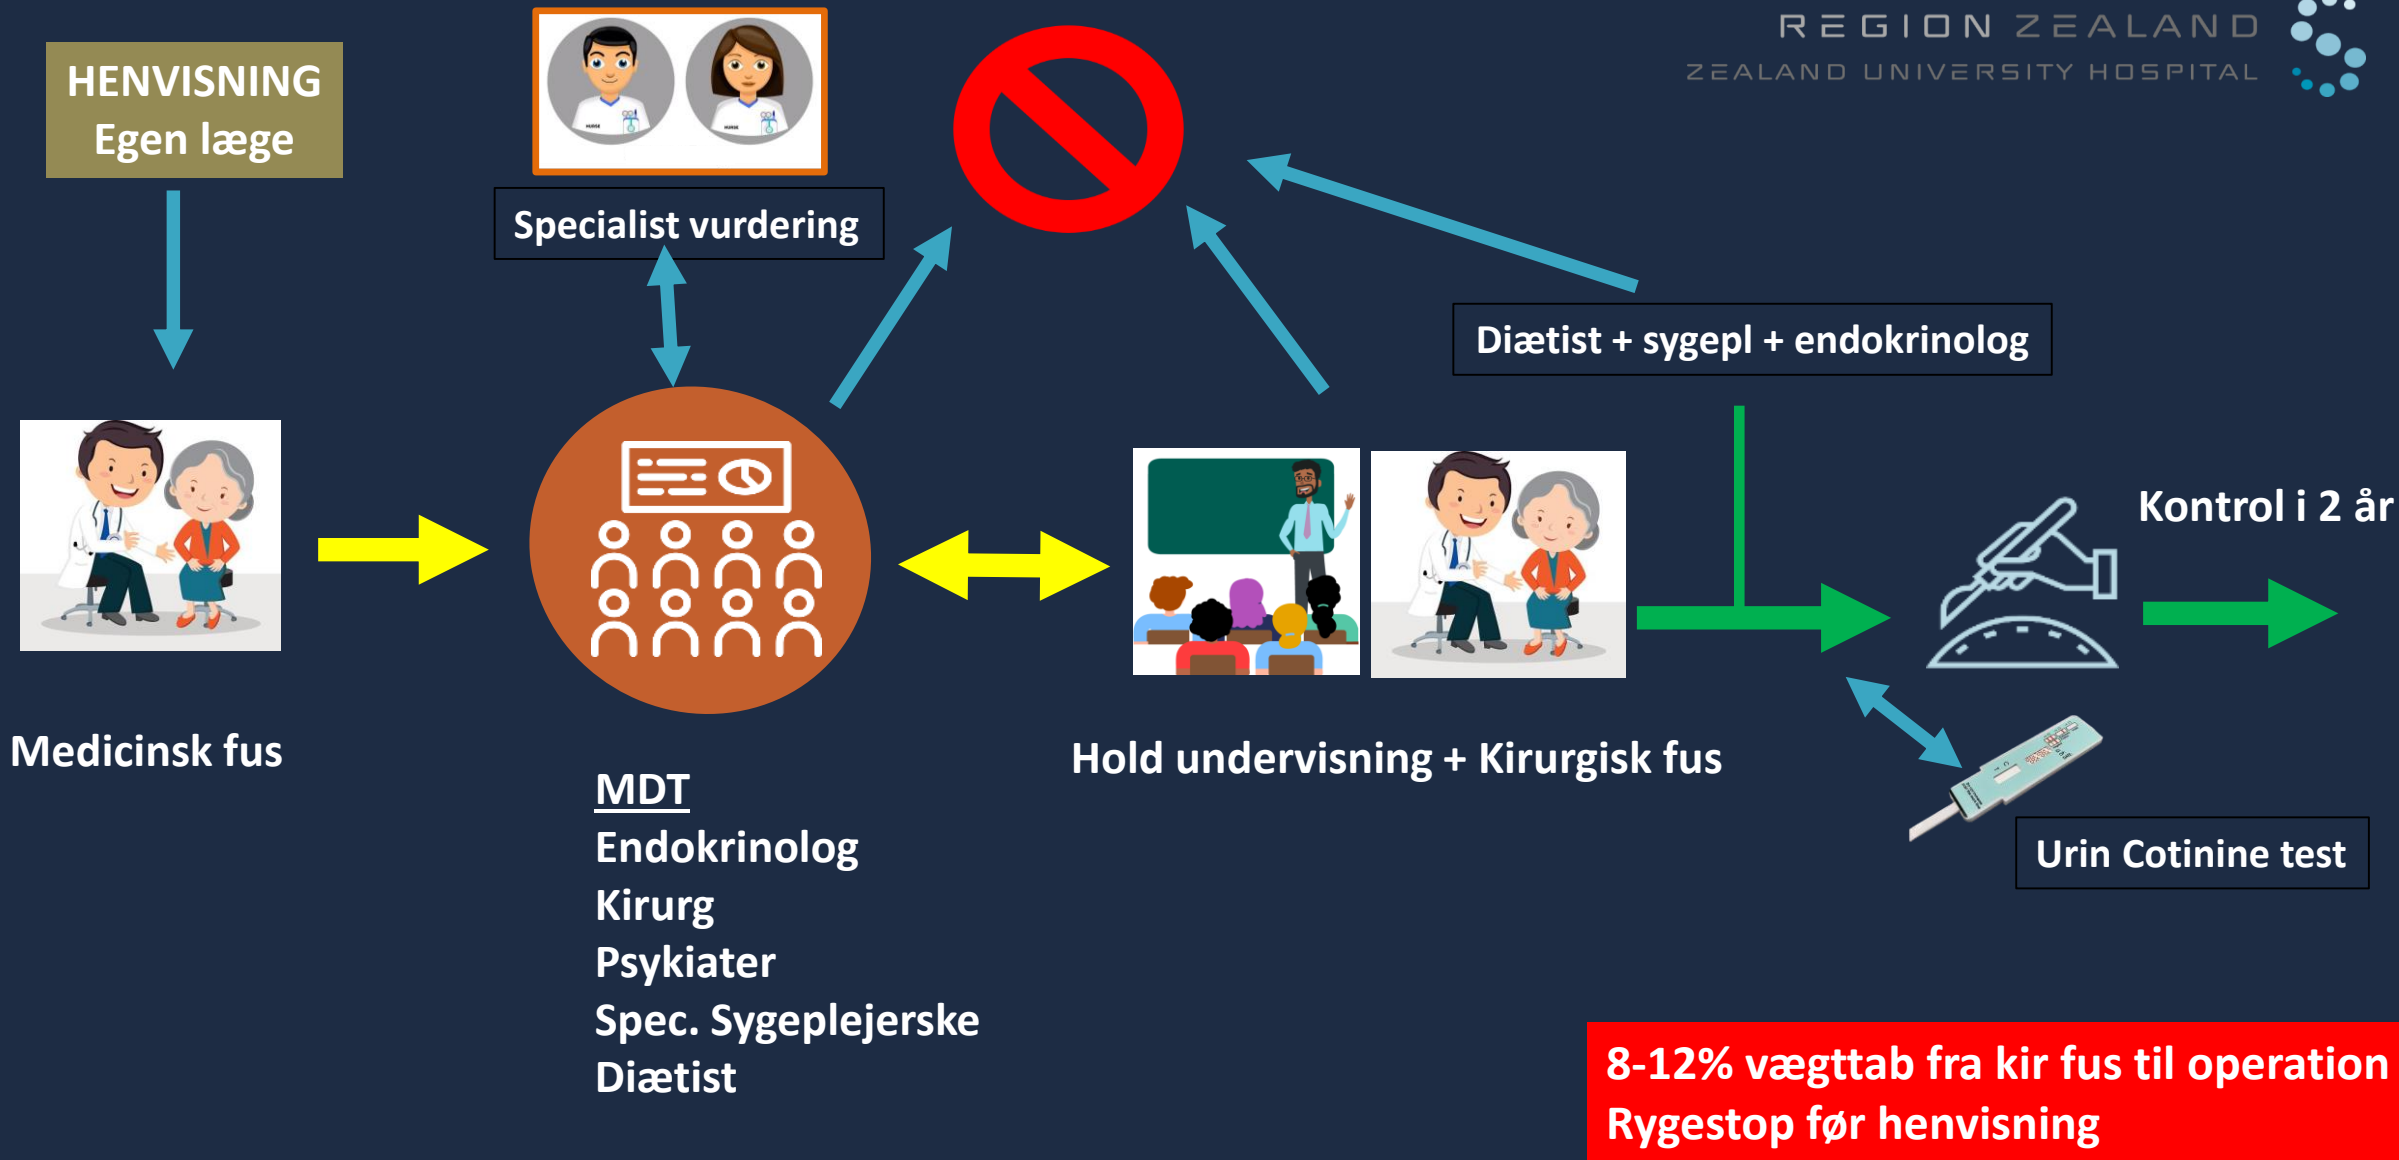 REGION ZEALAND
ZEALAND UNIVERSITY HOSPITAL
HENVISNING
Egen læge
Specialist vurdering
Diætist + sygepl + endokrinolog
Kontrol i 2 år
Medicinsk fus
MDT
Endokrinolog
Kirurg
Psykiater
Spec. Sygeplejerske
Diætist
Hold undervisning + Kirurgisk fus
Urin Cotinine test
8-12% vægttab fra kir fus til operation
Rygestop før henvisning